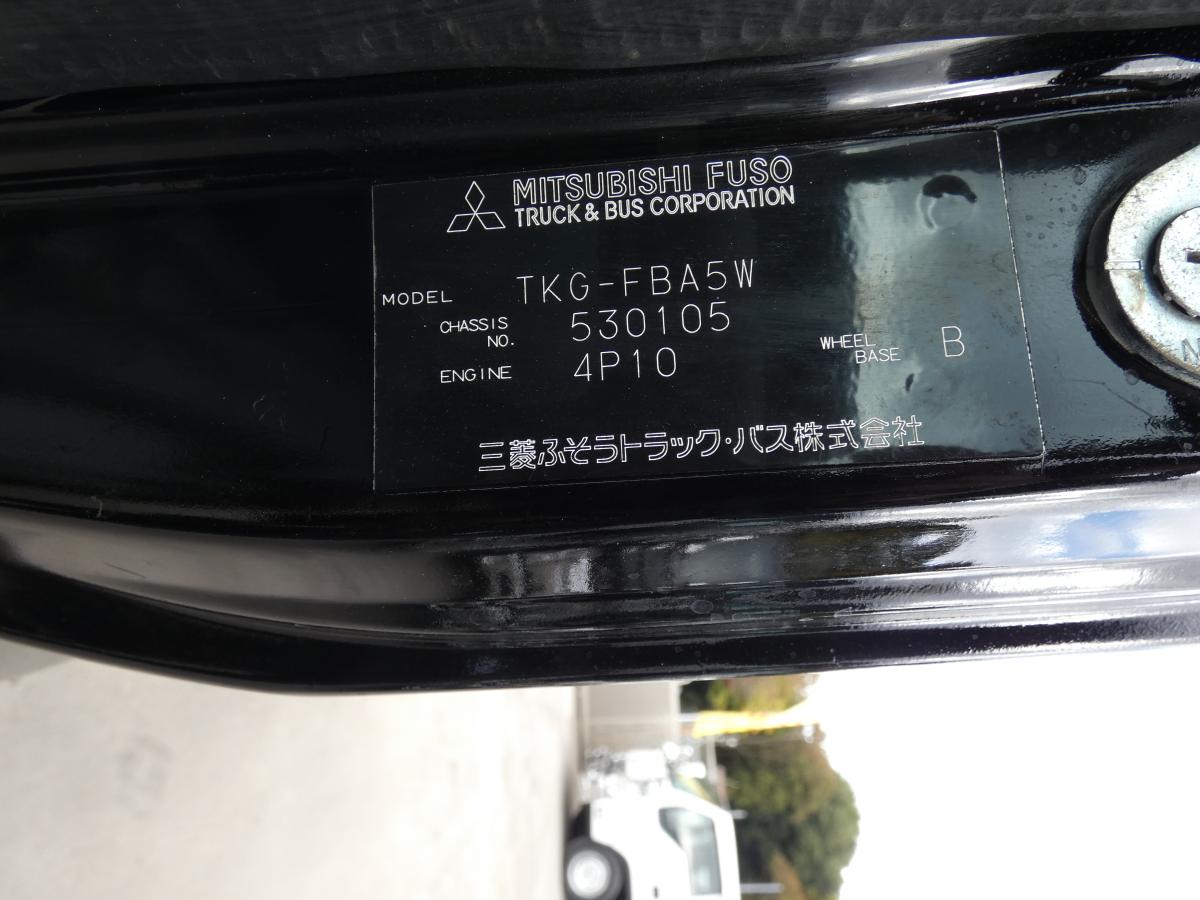 MITSUBISHI FUSO
TRUCK & BUS CORPORATION
MODEL TKG-FBA5W
CHASSIS NO. 530105
ENGINE 4P10
WHEEL BASE B
三菱ふそうトラック・バス株式会社